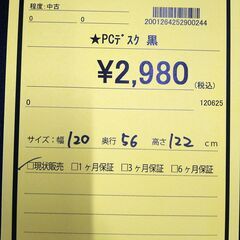 程度:中古
2001264252900244
0
★PCﾃﾞｽｸ 黒
¥2,980
(税込)
0 120625
サイズ:幅 120 奥行 56 高さ 122 cm
☑現状販売 □1ヶ月保証 □3ヶ月保証 □6ヶ月保証